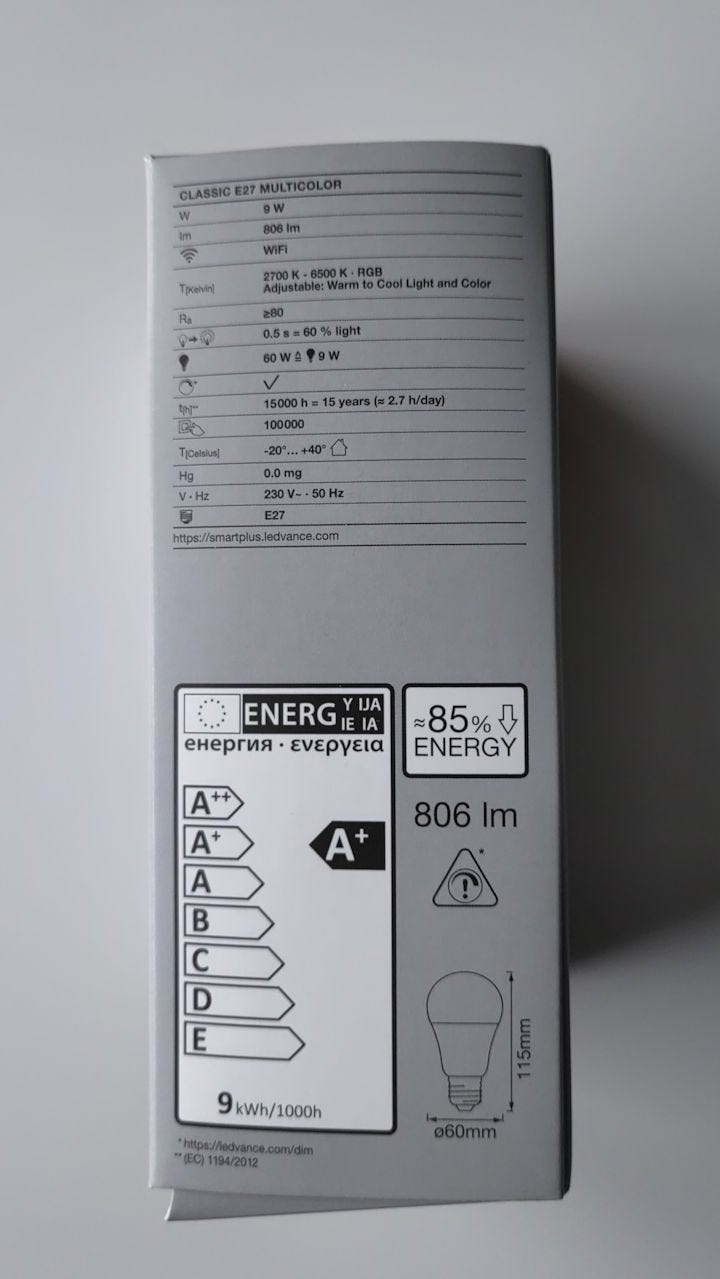 CLASSIC E27 MULTICOLOR
W 9 W
lm 806 lm
WiFi
T[Kelvin] 2700 K - 6500 K · RGB
Adjustable: Warm to Cool Light and Color
Ra ≥80
0.5 s = 60 % light
60 W ≙ 9 W
* ✓
t[h]** 15000 h = 15 years (≈ 2.7 h/day)
100000
T[Celsius] -20°... +40°
Hg 0.0 mg
V · Hz 230 V~ · 50 Hz
E27
https://smartplus.ledvance.com
ENERG Y IJA
IE IA
енергия · ενεργεια
A++
A+
A
B
C
D
E
A+
9 kWh/1000h
≈85%
ENERGY
806 lm
! *
115mm
ø60mm
* https://ledvance.com/dim
** (EC) 1194/2012